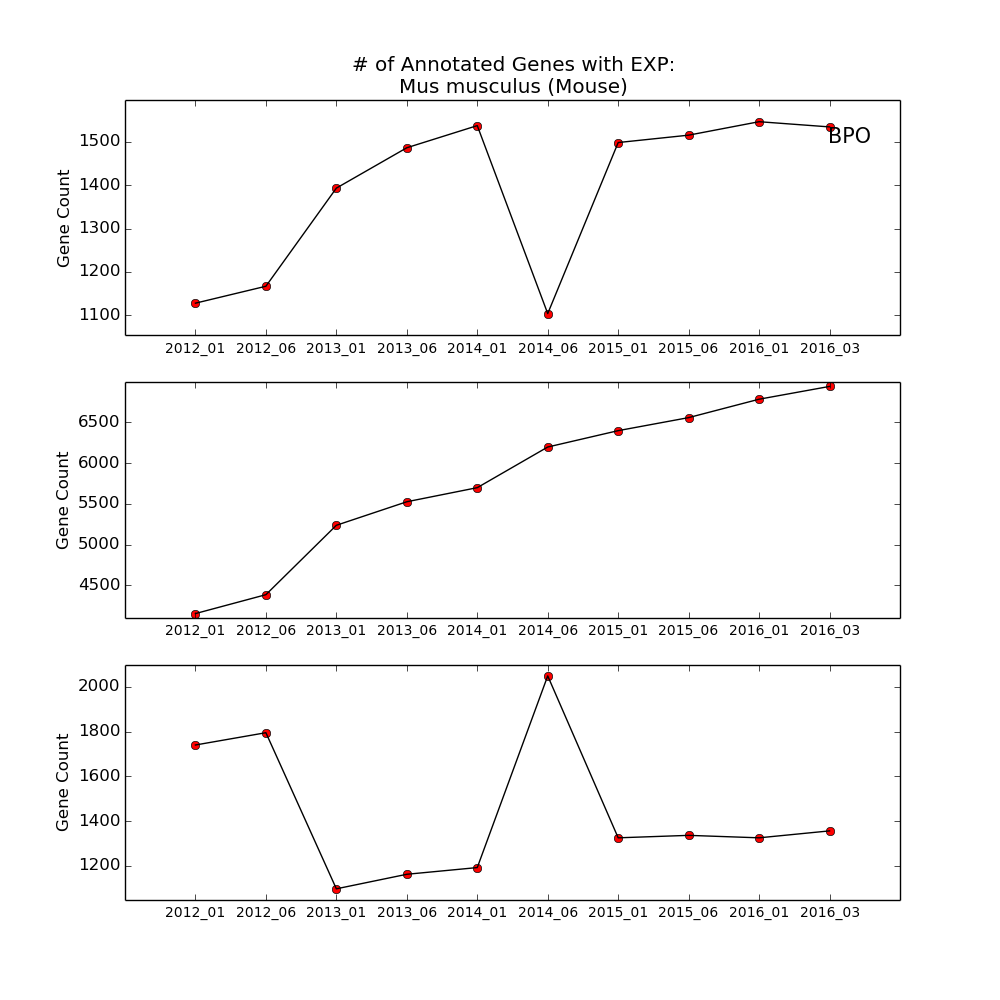 # of Annotated Genes with EXP:
Mus musculus (Mouse)
Gene Count
1500
1400
1300
1200
1100
BPO
2012_01 2012_06 2013_01 2013_06 2014_01 2014_06 2015_01 2015_06 2016_01 2016_03
Gene Count
6500
6000
5500
5000
4500
2012_01 2012_06 2013_01 2013_06 2014_01 2014_06 2015_01 2015_06 2016_01 2016_03
Gene Count
2000
1800
1600
1400
1200
2012_01 2012_06 2013_01 2013_06 2014_01 2014_06 2015_01 2015_06 2016_01 2016_03